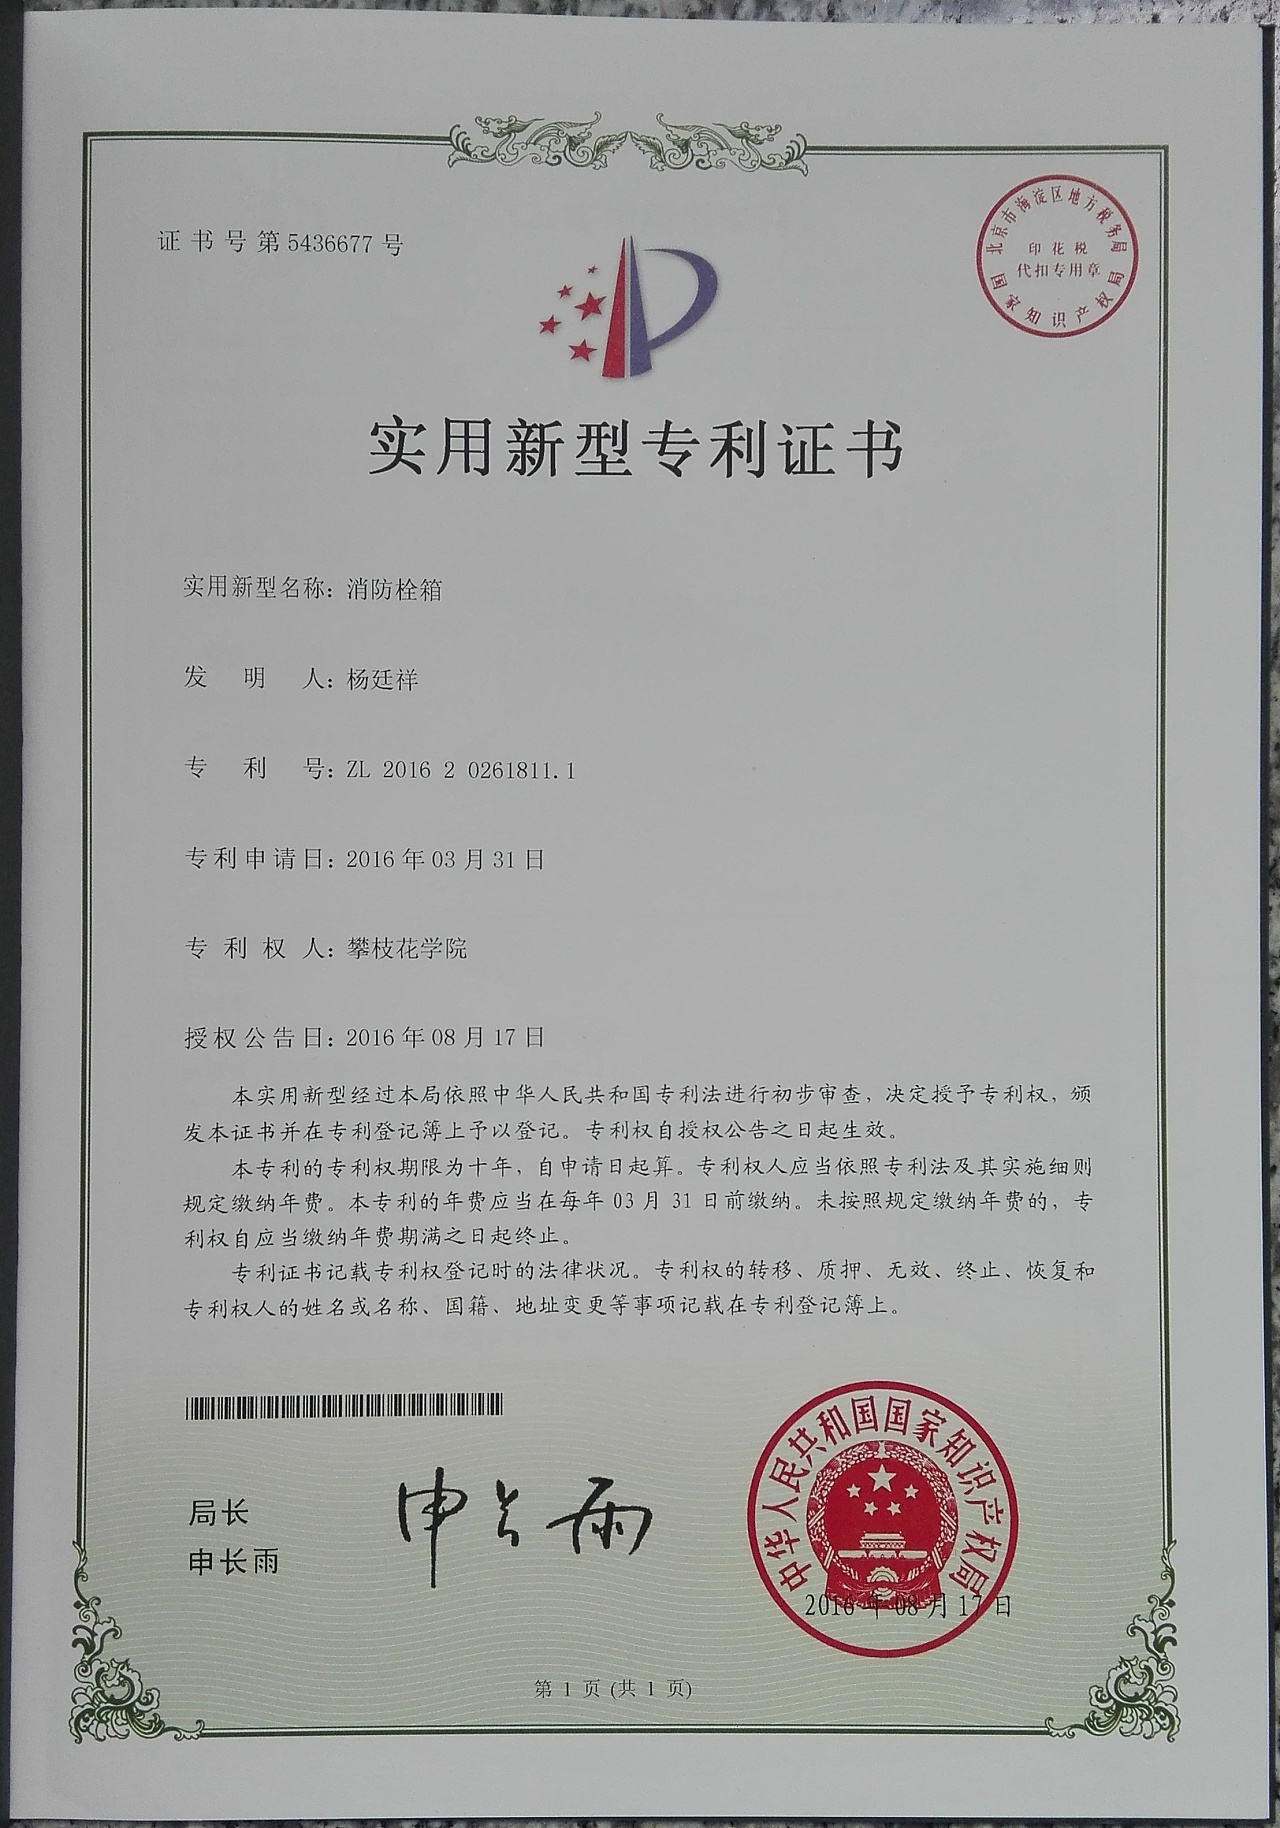 证书号第5436677号
北京市海淀区地方税务局
印花税
代扣专用章
国家知识产权局
实用新型专利证书
实用新型名称：消防栓箱
发明人：杨廷祥
专利号：ZL 2016 2 0261811.1
专利申请日：2016年03月31日
专利权人：攀枝花学院
授权公告日：2016年08月17日
本实用新型经过本局依照中华人民共和国专利法进行初步审查，决定授予专利权，颁
发本证书并在专利登记簿上予以登记。专利权自授权公告之日起生效。
本专利的专利权期限为十年，自申请日起算。专利权人应当依照专利法及其实施细则
规定缴纳年费。本专利的年费应当在每年03月31日前缴纳。未按照规定缴纳年费的，专
利权自应当缴纳年费期满之日起终止。
专利证书记载专利权登记时的法律状况。专利权的转移、质押、无效、终止、恢复和
专利权人的姓名或名称、国籍、地址变更等事项记载在专利登记簿上。
局长
申长雨
申长雨
中华人民共和国国家知识产权局
2016年08月17日
第1页(共1页)